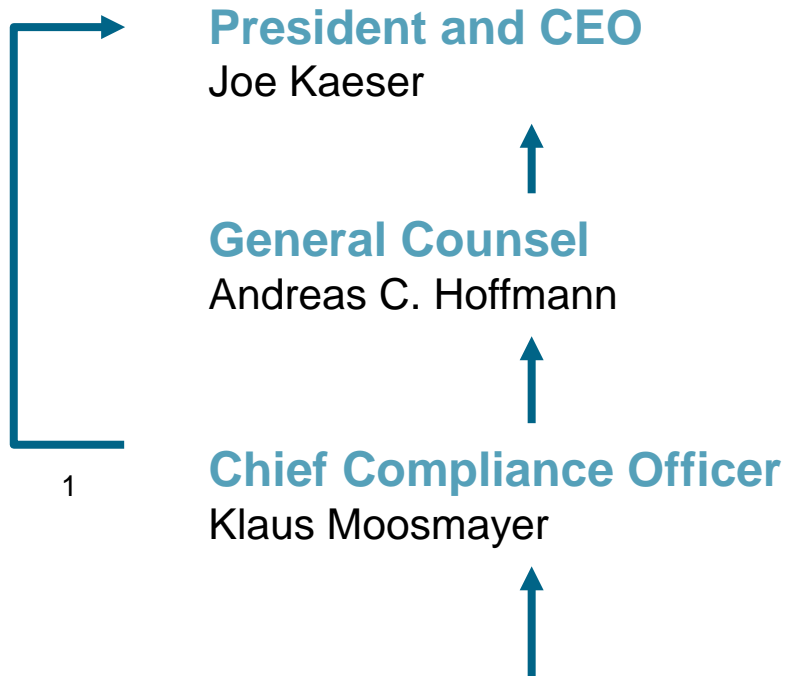 President and CEO
Joe Kaeser
General Counsel
Andreas C. Hoffmann
Chief Compliance Officer
1
Klaus Moosmayer